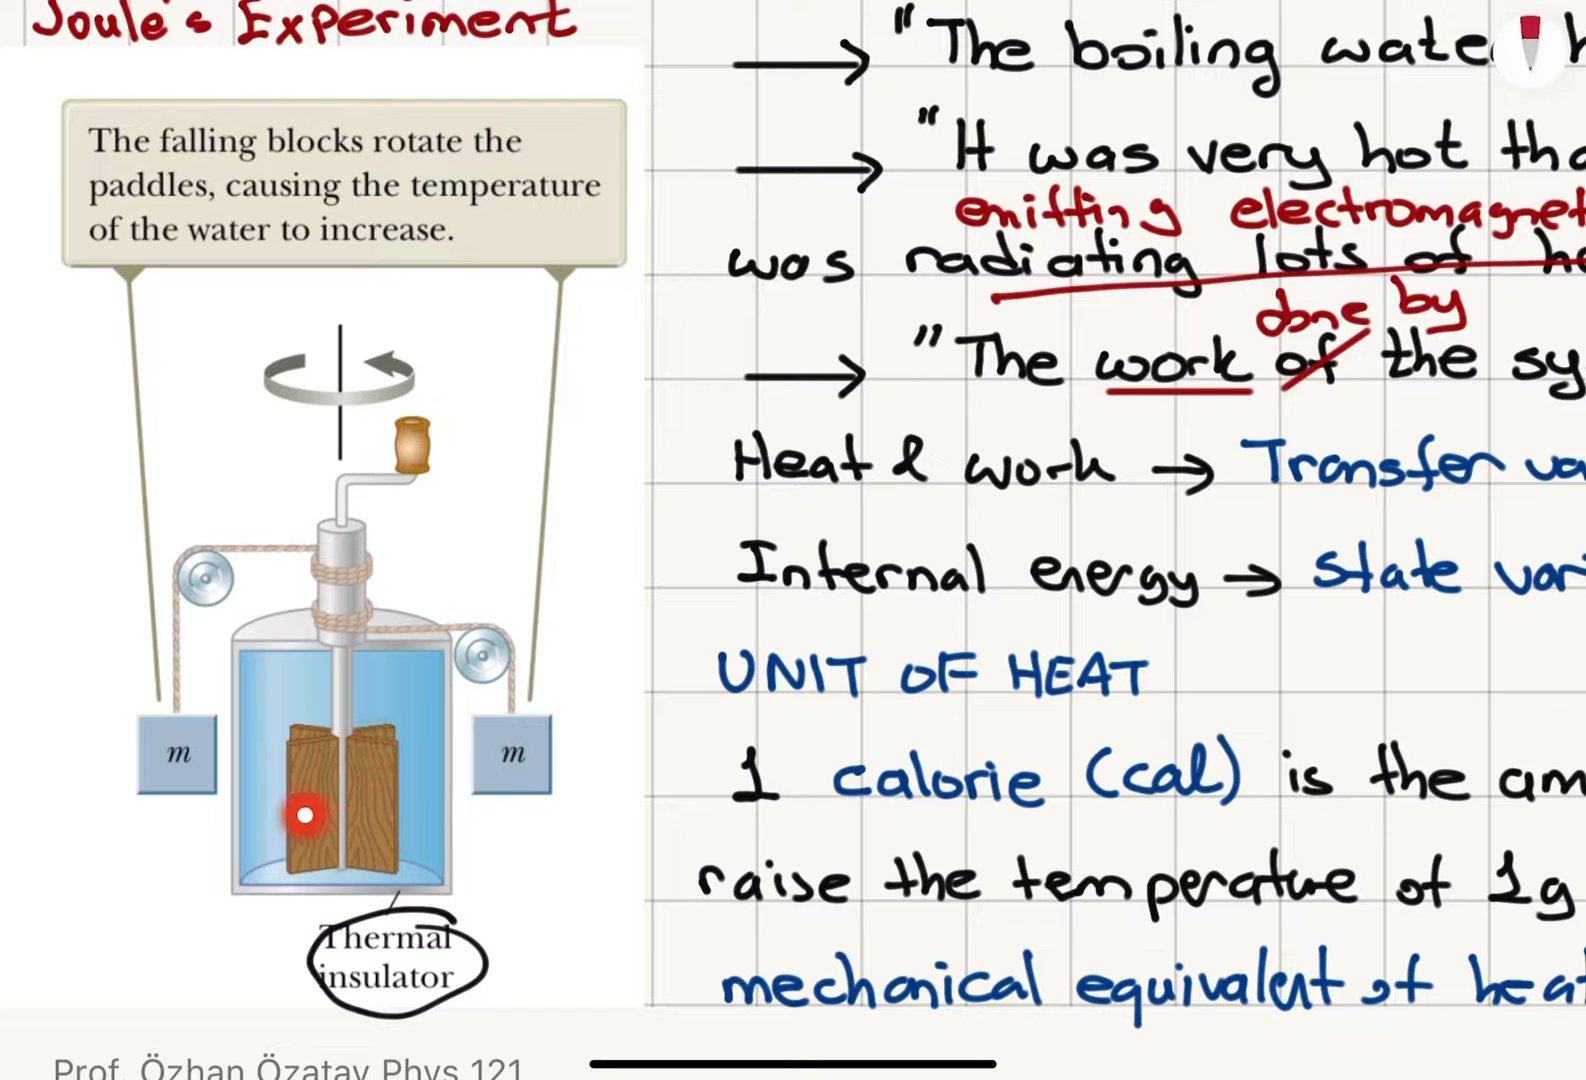 Joule's Experiment
The falling blocks rotate the
paddles, causing the temperature
of the water to increase.
m
m
Thermal
insulator
"The boiling wate
"It was very hot tha
emitting electromagnet
was radiating lots of he
done by
"The work of the sy
Heat & work → Transfer va
Internal energy → state var
UNIT OF HEAT
1 calorie (cal) is the am
raise the temperature of 1g
mechanical equivalent of heat
Prof. Özhan Özatay Phys 121